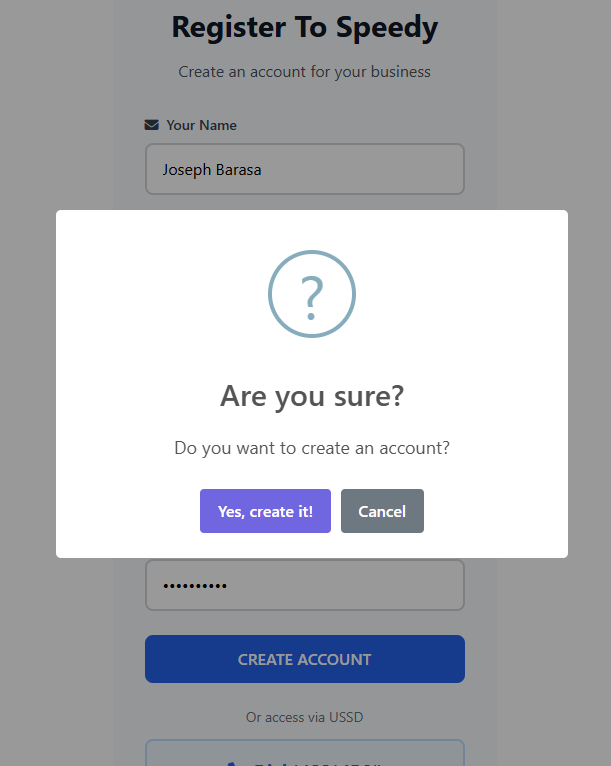 Register To Speedy
Create an account for your business
Your Name
Joseph Barasa
?
Are you sure?
Do you want to create an account?
Yes, create it!
Cancel
••••••••••
CREATE ACCOUNT
Or access via USSD